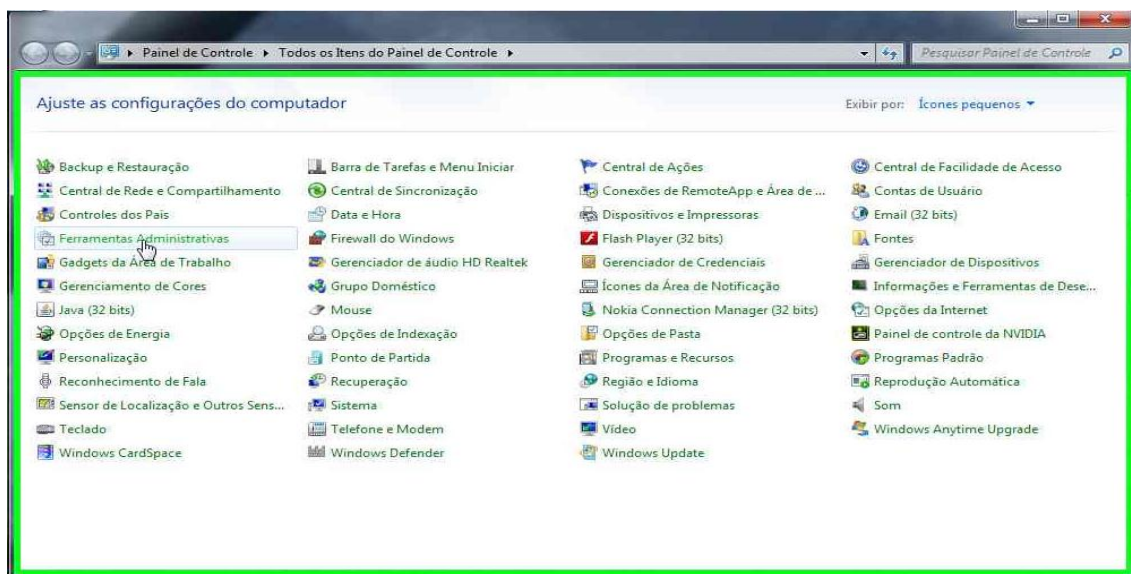 Painel de Controle Todos os Itens do Painel de Controle Pesquisar Painel de Controle
Ajuste as configurações do computador Exibir por: Ícones pequenos
Backup e Restauração Barra de Tarefas e Menu Iniciar Central de Ações Central de Facilidade de Acesso
Central de Rede e Compartilhamento Central de Sincronização Conexões de RemoteApp e Área de ... Contas de Usuário
Controles dos Pais Data e Hora Dispositivos e Impressoras Email (32 bits)
Ferramentas Administrativas Firewall do Windows Flash Player (32 bits) Fontes
Gadgets da Área de Trabalho Gerenciador de áudio HD Realtek Gerenciador de Credenciais Gerenciador de Dispositivos
Gerenciamento de Cores Grupo Doméstico Ícones da Área de Notificação Informações e Ferramentas de Dese...
Java (32 bits) Mouse Nokia Connection Manager (32 bits) Opções da Internet
Opções de Energia Opções de Indexação Opções de Pasta Painel de controle da NVIDIA
Personalização Ponto de Partida Programas e Recursos Programas Padrão
Reconhecimento de Fala Recuperação Região e Idioma Reprodução Automática
Sensor de Localização e Outros Sens... Sistema Solução de problemas Som
Teclado Telefone e Modem Vídeo Windows Anytime Upgrade
Windows CardSpace Windows Defender Windows Update